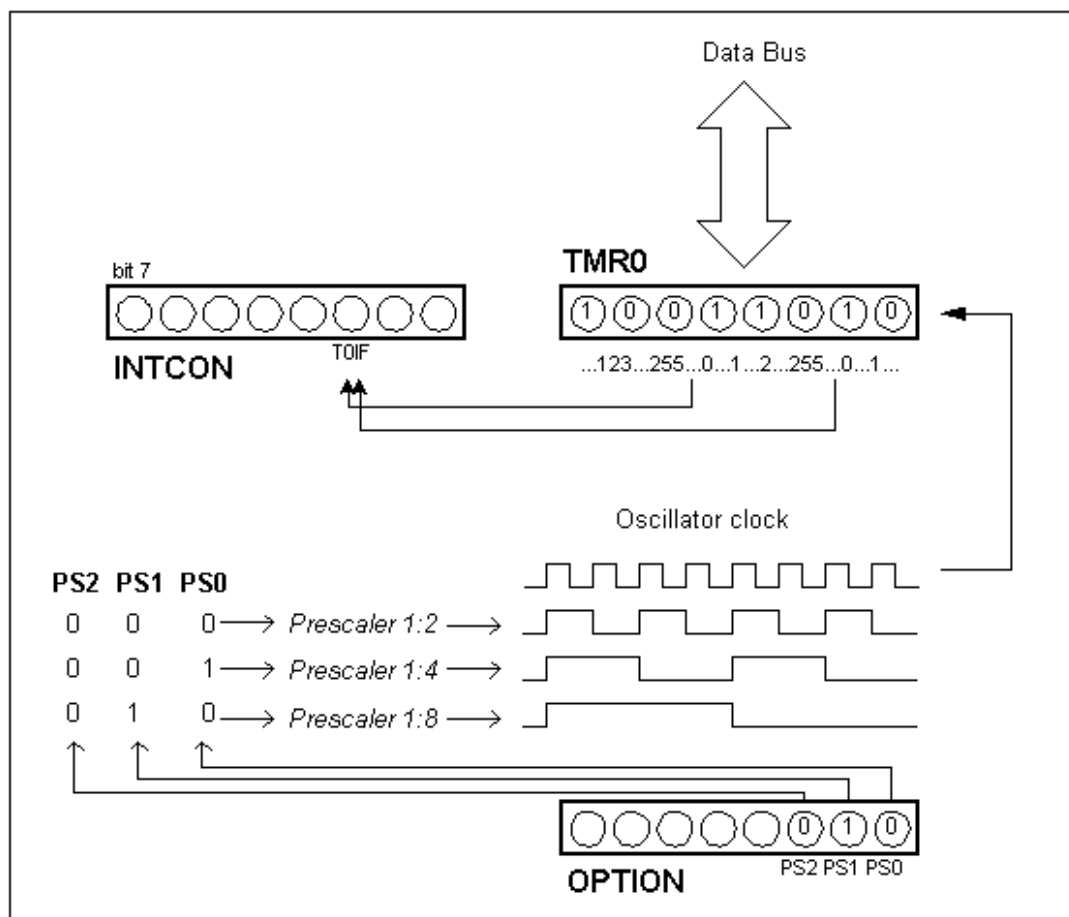 Data Bus
bit 7
TMR0
1 0 0 1 1 0 1 0
TOIF
INTCON
...123...255...0...1...2...255...0...1...
Oscillator clock
PS2 PS1 PS0
0 0 0 Prescaler 1:2
0 0 1 Prescaler 1:4
0 1 0 Prescaler 1:8
0 1 0
PS2 PS1 PS0
OPTION